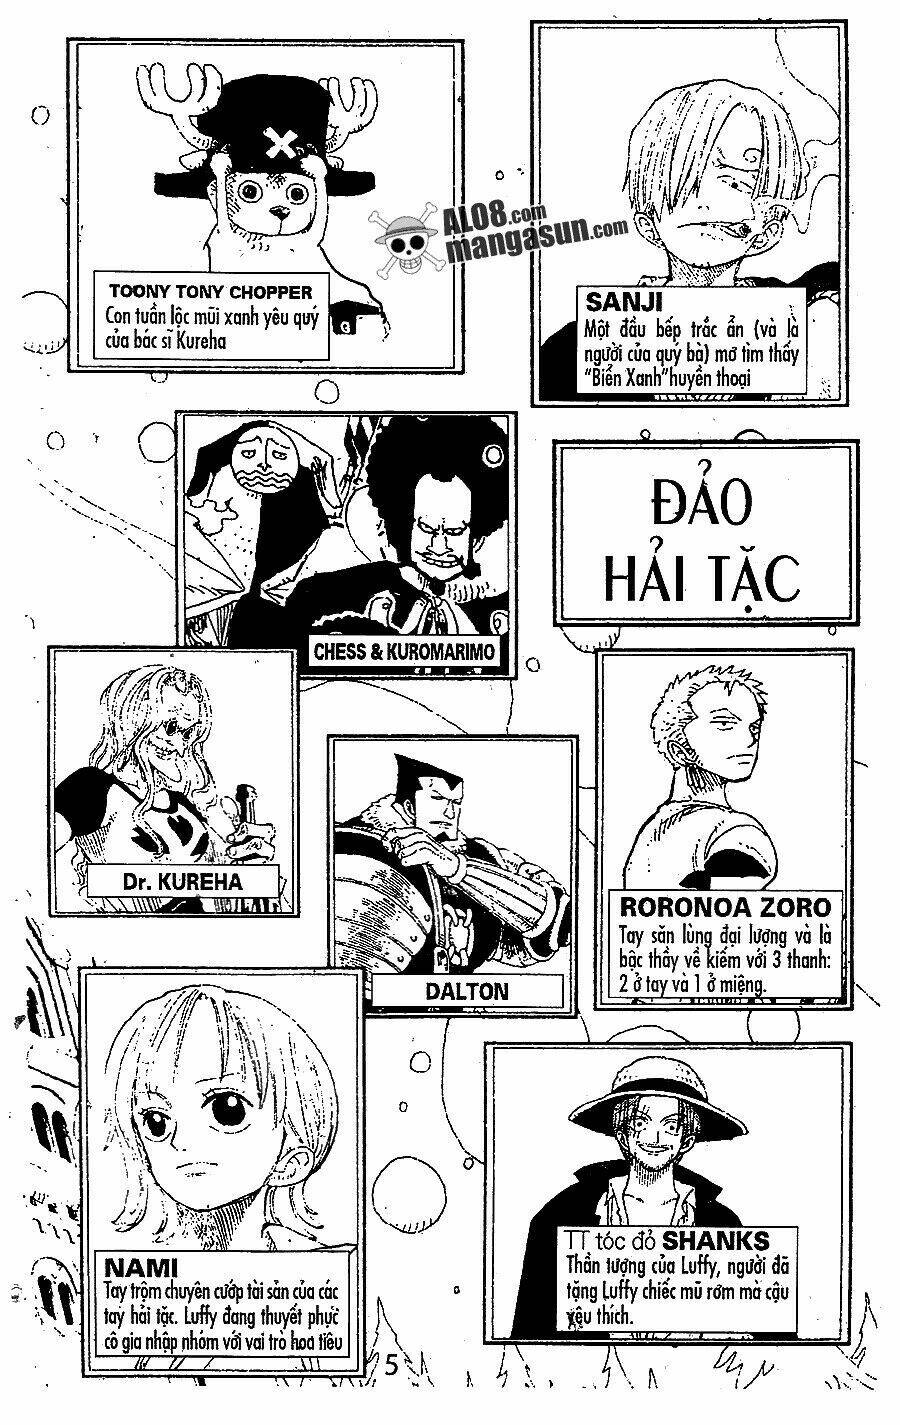 TOONY TONY CHOPPER
Con tuần lộc mũi xanh yêu quý
của bác sĩ Kureha
AL08.com
mangasun.com
SANJI
Một đầu bếp trắc ẩn (và là
người của quý bà) mơ tìm thấy
"Biển Xanh"huyền thoại
ĐẢO
HẢI TẶC
CHESS & KUROMARIMO
Dr. KUREHA
DALTON
RORONOA ZORO
Tay săn lùng đại lượng và là
bậc thầy về kiếm với 3 thanh:
2 ở tay và 1 ở miệng.
NAMI
Tay trộm chuyên cướp tài sản của các
tay hải tặc. Luffy đang thuyết phục
cô gia nhập nhóm với vai trò hoa tiêu
TT tóc đỏ SHANKS
Thần tượng của Luffy, người đã
tặng Luffy chiếc mũ rơm mà cậu
yêu thích.
5